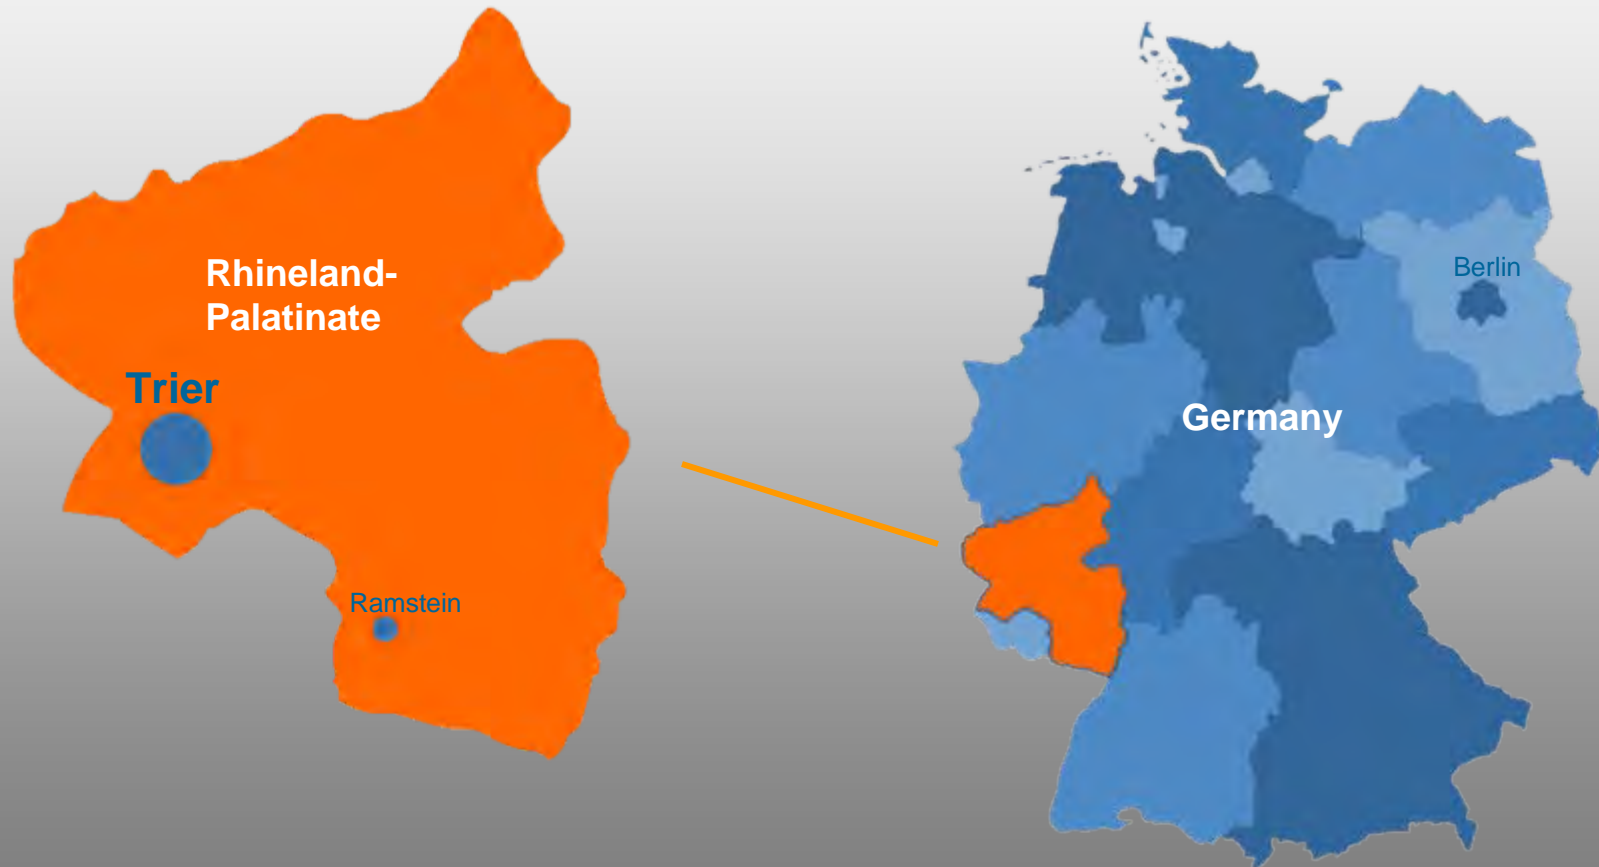 Rhineland-
Palatinate
Trier
Ramstein
Berlin
Germany